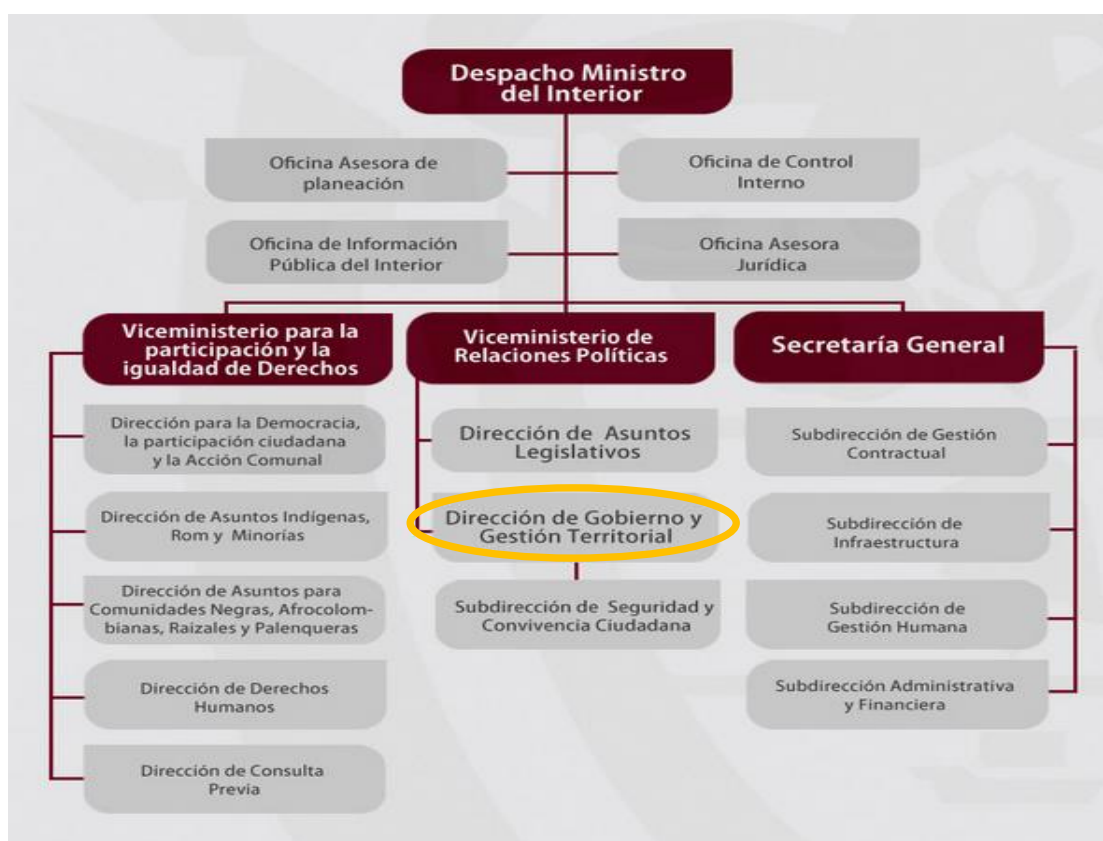 Despacho Ministro
del Interior
Oficina Asesora de
planeación
Oficina de Control
Interno
Oficina de Información
Pública del Interior
Oficina Asesora
Jurídica
Viceministerio para la
participación y la
igualdad de Derechos
Dirección para la Democracia,
la participación ciudadana
y la Acción Comunal
Dirección de Asuntos Indígenas,
Rom y Minorías
Dirección de Asuntos para
Comunidades Negras, Afrocolom-
bianas, Raizales y Palenqueras
Dirección de Derechos
Humanos
Dirección de Consulta
Previa
Viceministerio de
Relaciones Políticas
Dirección de Asuntos
Legislativos
Dirección de Gobierno y
Gestión Territorial
Subdirección de Seguridad y
Convivencia Ciudadana
Secretaría General
Subdirección de Gestión
Contractual
Subdirección de
Infraestructura
Subdirección de
Gestión Humana
Subdirección Administrativa
y Financiera